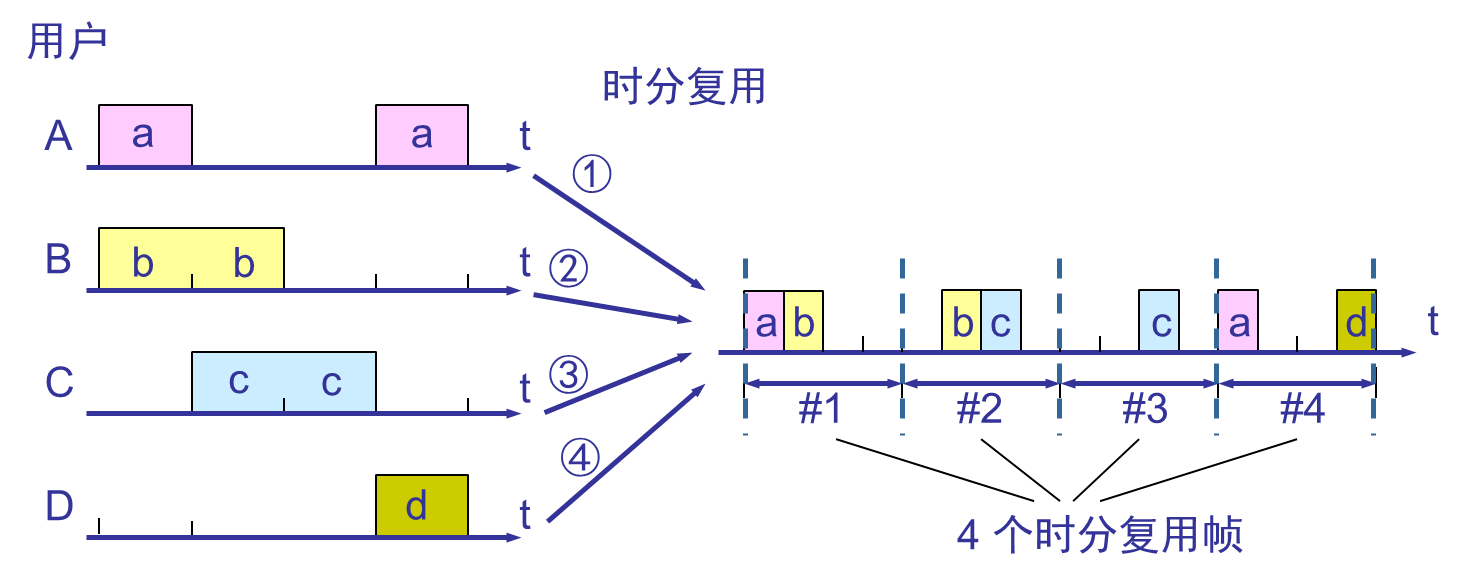 用户
时分复用
A a a t
①
B b b t
②
a b b c c a d t
C c c t
③
#1 #2 #3 #4
④
D d t
4 个时分复用帧